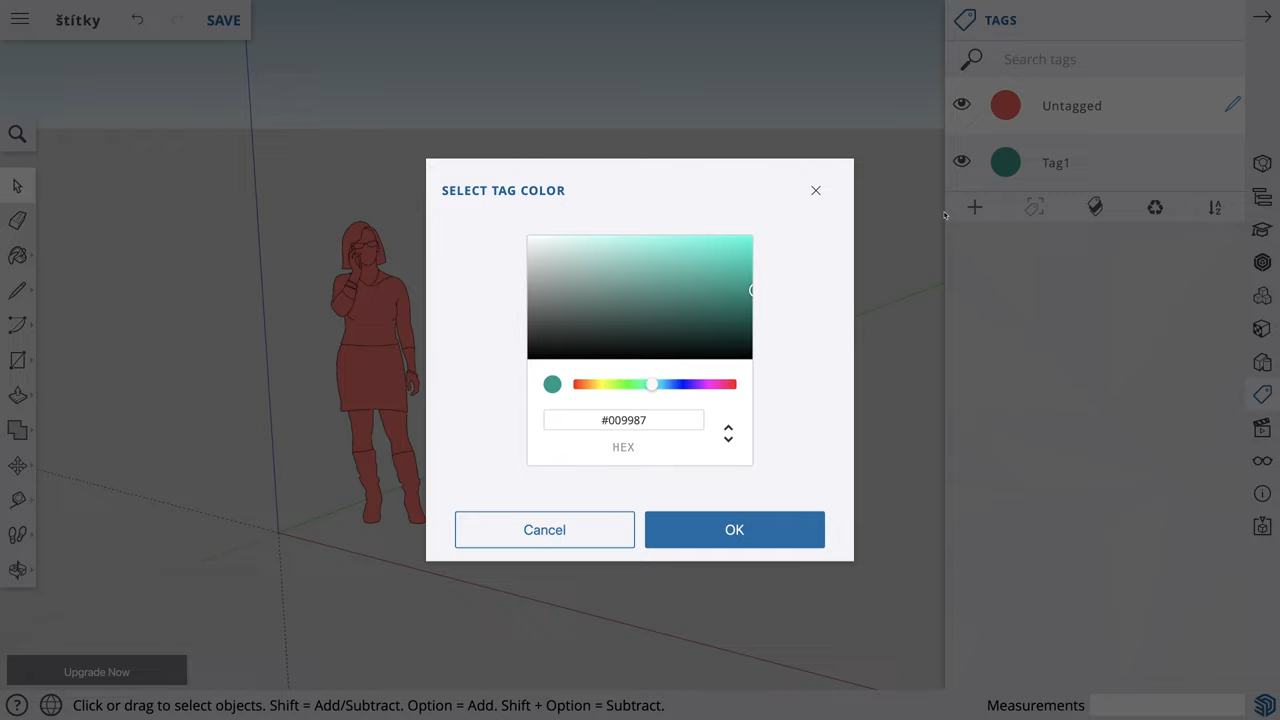 štítky
SAVE
TAGS
Search tags
Untagged
Tag1
SELECT TAG COLOR
#009987
HEX
Cancel
OK
Upgrade Now
Click or drag to select objects. Shift = Add/Subtract. Option = Add. Shift + Option = Subtract.
Measurements